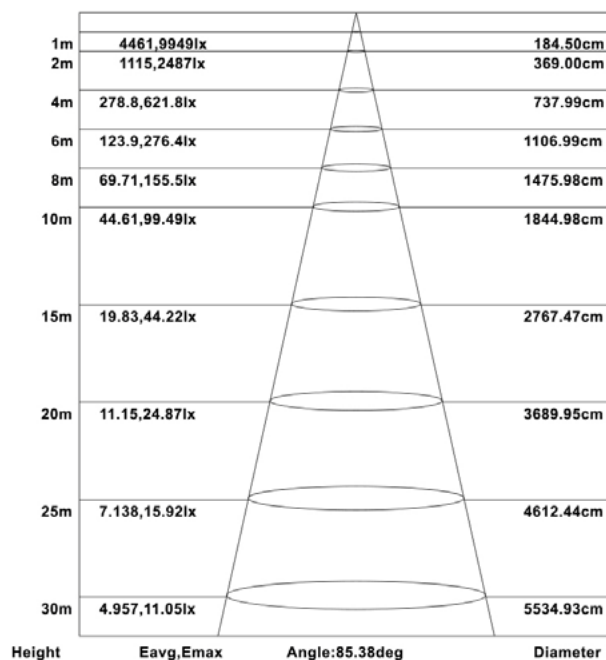 1m 4461,9949lx 184.50cm
2m 1115,2487lx 369.00cm
4m 278.8,621.8lx 737.99cm
6m 123.9,276.4lx 1106.99cm
8m 69.71,155.5lx 1475.98cm
10m 44.61,99.49lx 1844.98cm
15m 19.83,44.22lx 2767.47cm
20m 11.15,24.87lx 3689.95cm
25m 7.138,15.92lx 4612.44cm
30m 4.957,11.05lx 5534.93cm
Height Eavg,Emax Angle:85.38deg Diameter